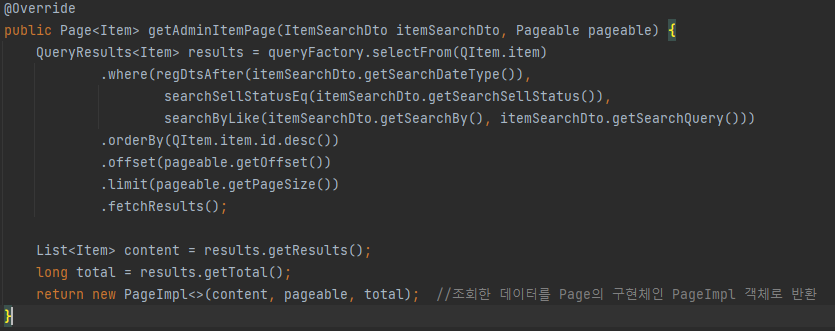 @Override
public Page<Item> getAdminItemPage(ItemSearchDto itemSearchDto, Pageable pageable) {
    QueryResults<Item> results = queryFactory.selectFrom(QItem.item)
            .where(regDtsAfter(itemSearchDto.getSearchDateType()),
                    searchSellStatusEq(itemSearchDto.getSearchSellStatus()),
                    searchByLike(itemSearchDto.getSearchBy(), itemSearchDto.getSearchQuery()))
            .orderBy(QItem.item.id.desc())
            .offset(pageable.getOffset())
            .limit(pageable.getPageSize())
            .fetchResults();

    List<Item> content = results.getResults();
    long total = results.getTotal();
    return new PageImpl<>(content, pageable, total);  //조회한 데이터를 Page의 구현체인 PageImpl 객체로 반환
}